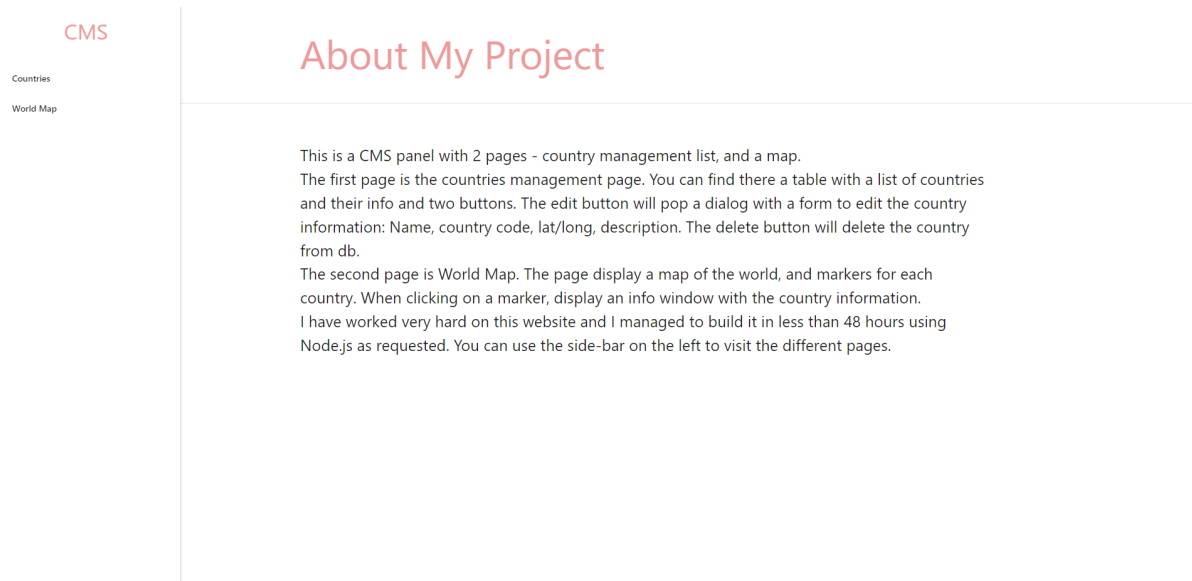 CMS
Countries
World Map
About My Project
This is a CMS panel with 2 pages - country management list, and a map.
The first page is the countries management page. You can find there a table with a list of countries
and their info and two buttons. The edit button will pop a dialog with a form to edit the country
information: Name, country code, lat/long, description. The delete button will delete the country
from db.
The second page is World Map. The page display a map of the world, and markers for each
country. When clicking on a marker, display an info window with the country information.
I have worked very hard on this website and I managed to build it in less than 48 hours using
Node.js as requested. You can use the side-bar on the left to visit the different pages.